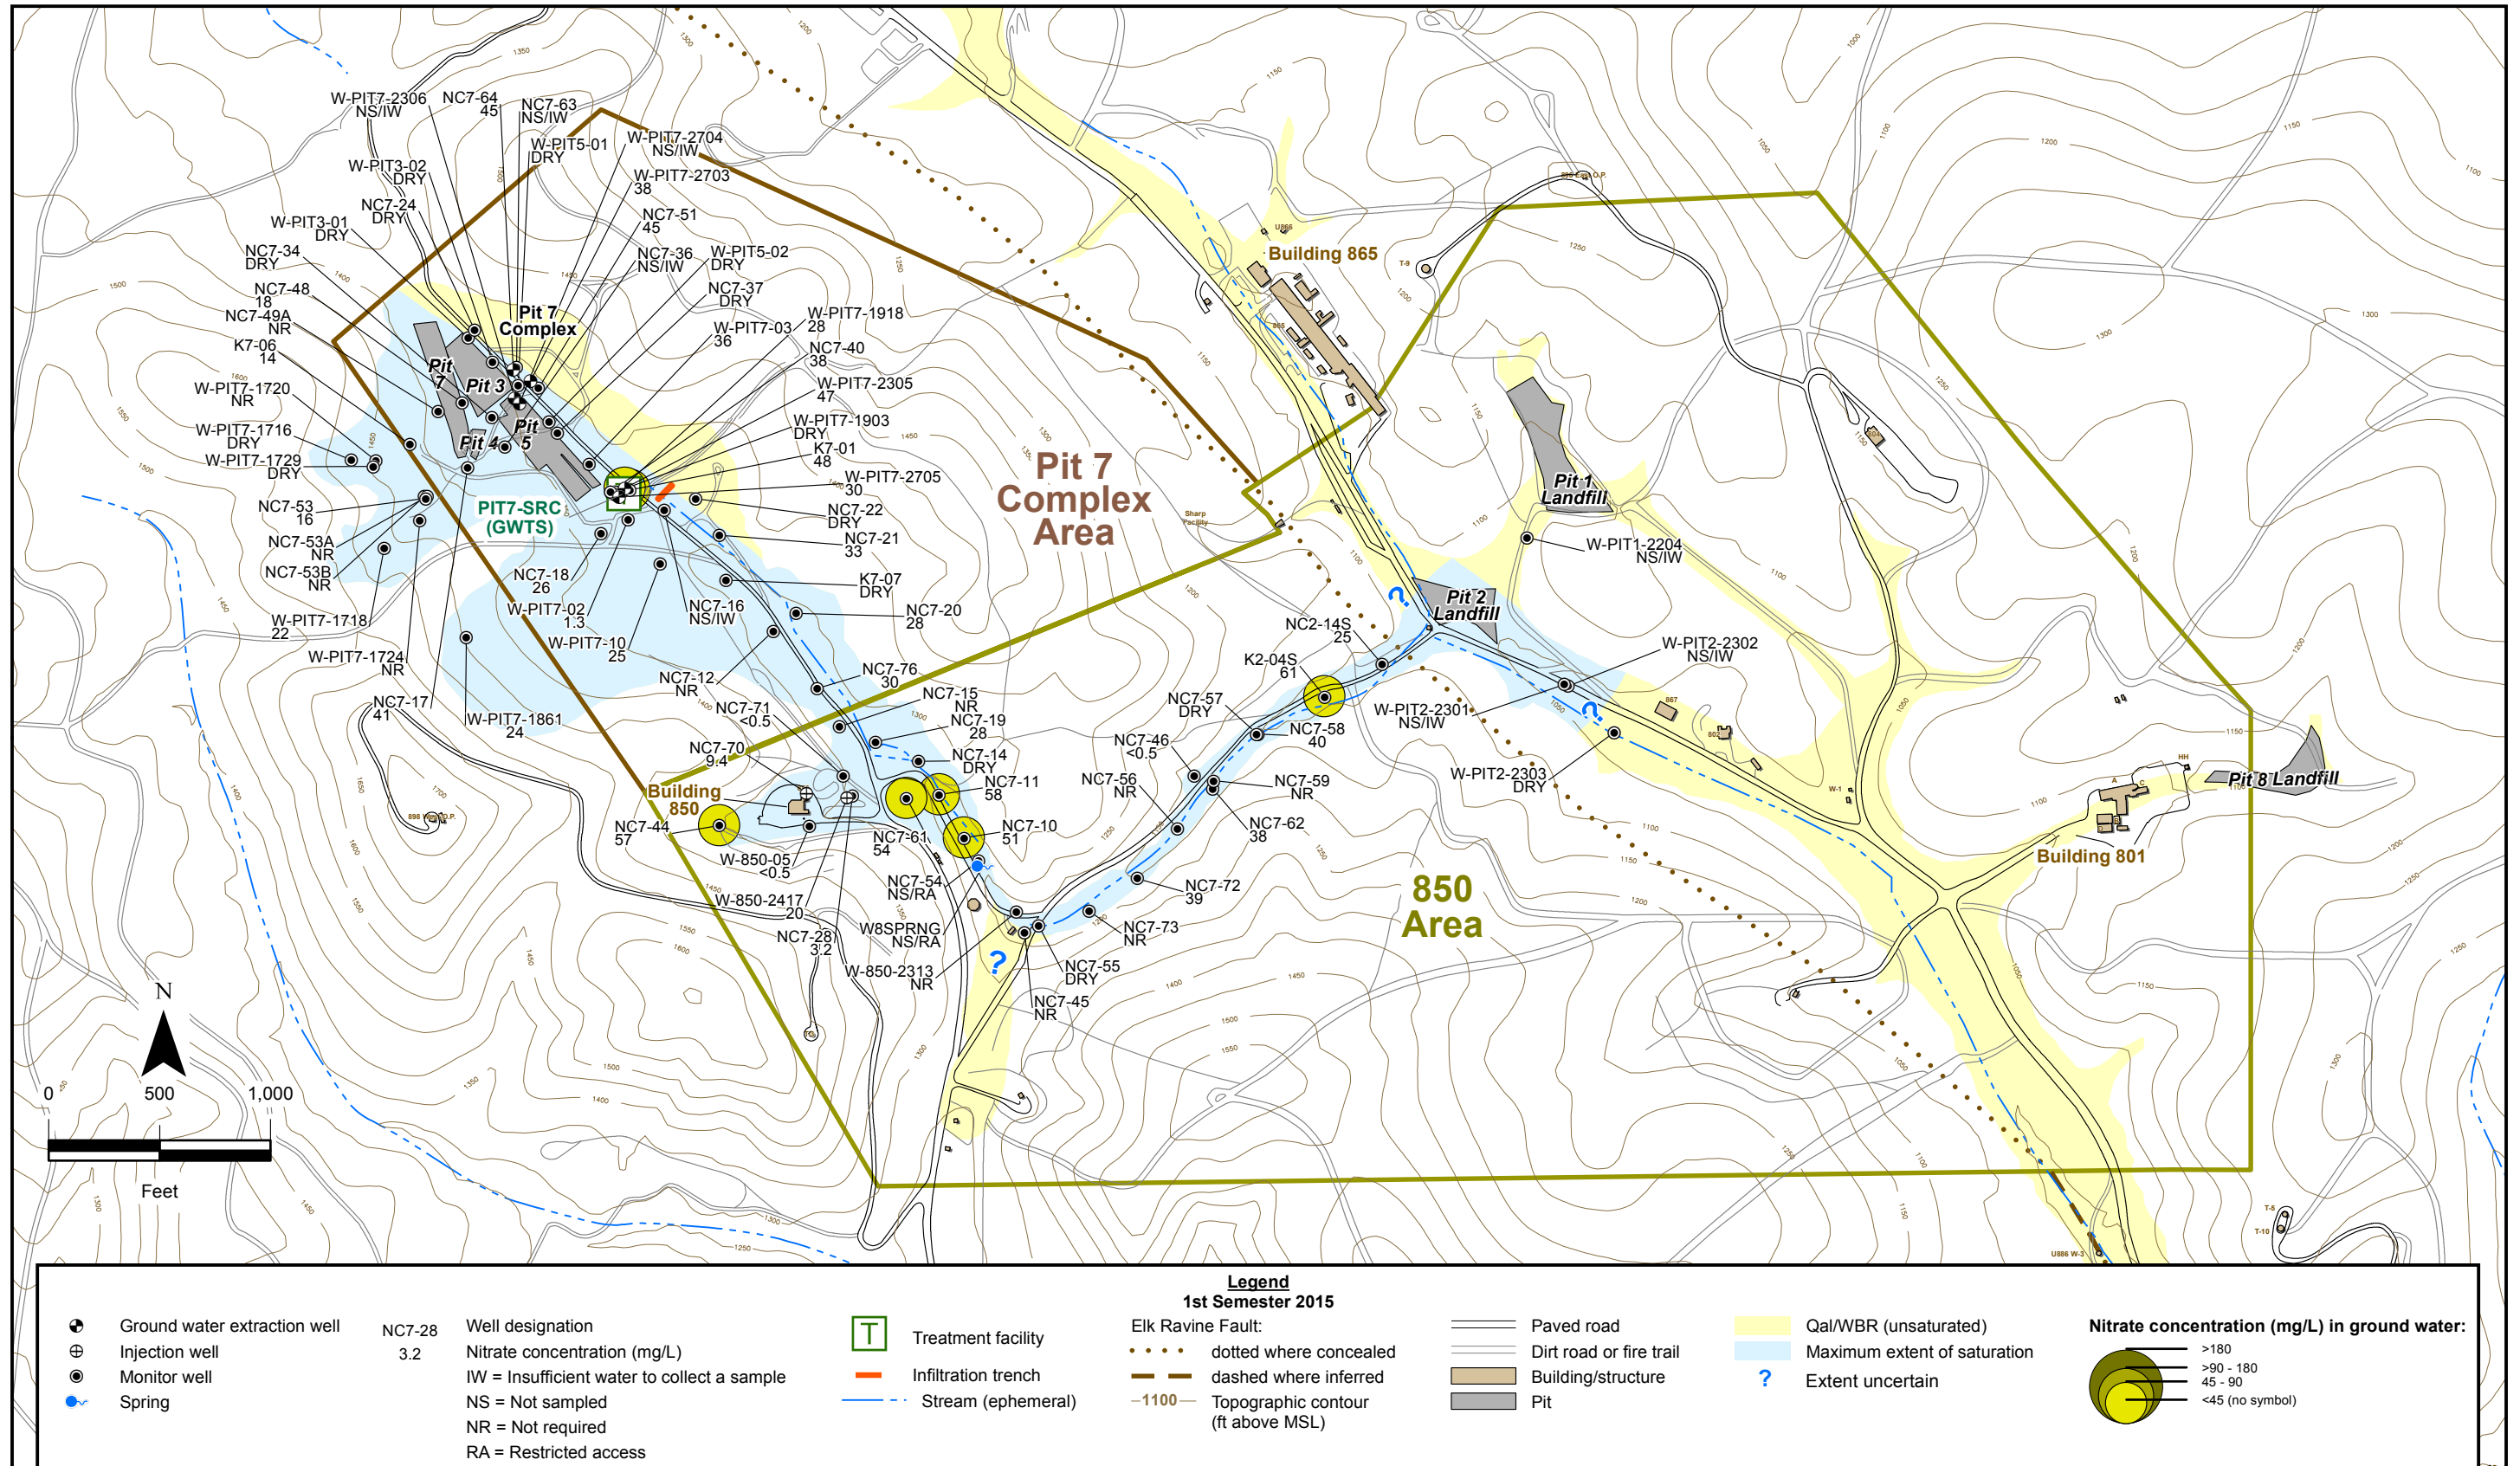 W-PIT7-2306
NS/IW
NC7-64
45
NC7-63
NS/IW
W-PIT5-01
DRY
W-PIT7-2704
NS/IW
W-PIT3-02
DRY
W-PIT7-2703
38
NC7-24
DRY
NC7-51
45
W-PIT3-01
DRY
NC7-36
NS/IW
W-PIT5-02
DRY
NC7-34
DRY
NC7-37
DRY
NC7-48
18
NC7-49A
NR
Pit 7
Complex
W-PIT7-03
36
W-PIT7-1918
28
K7-06
14
NC7-40
38
Pit
7
Pit 3
W-PIT7-1720
NR
W-PIT7-2305
47
W-PIT7-1716
DRY
Pit 4
Pit
5
W-PIT7-1903
DRY
W-PIT7-1729
DRY
K7-01
48
W-PIT7-2705
30
NC7-53
16
PIT7-SRC
(GWTS)
NC7-22
DRY
NC7-53A
NR
NC7-21
33
NC7-53B
NR
NC7-18
26
K7-07
DRY
W-PIT7-02
1.3
NC7-16
NS/IW
NC7-20
28
W-PIT7-1718
22
W-PIT7-10
25
W-PIT7-1724
NR
NC7-12
NR
NC7-76
30
NC7-17
41
W-PIT7-1861
24
NC7-71
<0.5
NC7-15
NR
NC7-19
28
NC7-70
9.4
NC7-14
DRY
NC7-11
58
Building
850
NC7-44
57
NC7-61
54
NC7-10
51
W-850-05
<0.5
NC7-54
NS/RA
W-850-2417
20
W8SPRNG
NS/RA
NC7-28
3.2
W-850-2313
NR
?
NC7-55
DRY
NC7-45
NR
NC7-73
NR
NC7-72
39
NC7-62
38
NC7-59
NR
NC7-56
NR
NC7-46
<0.5
NC7-57
DRY
NC7-58
40
K2-04S
61
NC2-14S
25
Pit 7
Complex
Area
Building 865
U866
865
T-9
Sharp
Facility
Pit 1
Landfill
W-PIT1-2204
NS/IW
?
Pit 2
Landfill
W-PIT2-2302
NS/IW
W-PIT2-2301
NS/IW
?
W-PIT2-2303
DRY
867
802
W-1
850
Area
A
C
B
HH
Pit 8 Landfill
Building 801
T-5
T-10
U886 W-3
N
0
500
1,000
Feet
Legend
1st Semester 2015
Ground water extraction well
Injection well
Monitor well
Spring
NC7-28
Well designation
3.2
Nitrate concentration (mg/L)
IW = Insufficient water to collect a sample
NS = Not sampled
NR = Not required
RA = Restricted access
T
Treatment facility
Infiltration trench
Stream (ephemeral)
Elk Ravine Fault:
dotted where concealed
dashed where inferred
1100
Topographic contour
(ft above MSL)
Paved road
Dirt road or fire trail
Building/structure
Pit
Qal/WBR (unsaturated)
Maximum extent of saturation
?
Extent uncertain
Nitrate concentration (mg/L) in ground water:
>180
>90 - 180
45 - 90
<45 (no symbol)